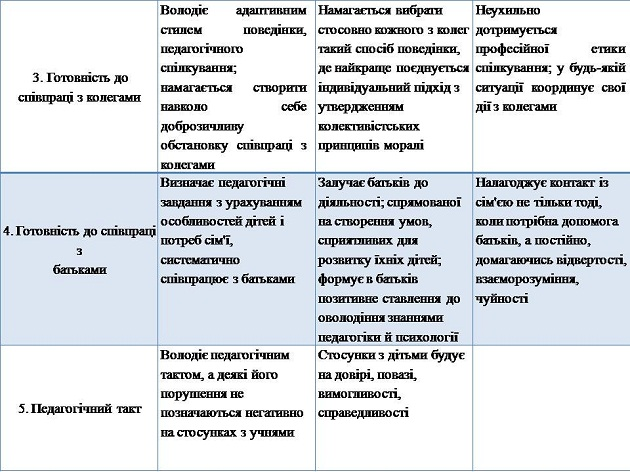 3. Готовність до
співпраці з колегами
Володіє адаптивним
стилем поведінки,
педагогічного
спілкування;
намагається створити
навколо себе
доброзичливу
обстановку співпраці з
колегами
Намагається вибрати
стосовно кожного з колег
такий спосіб поведінки,
де найкраще поєднується
індивідуальний підхід з
утвердженням
колективістських
принципів моралі
Неухильно
дотримується
професійної етики
спілкування; у будь-якій
ситуації координує свої
дії з колегами
4. Готовність до співпраці
з
батьками
Визначає педагогічні
завдання з урахуванням
особливостей дітей і
потреб сім'ї,
систематично
співпрацює з батьками
Залучає батьків до
діяльності; спрямованої
на створення умов,
сприятливих для
розвитку їхніх дітей;
формує в батьків
позитивне ставлення до
оволодіння знаннями
педагогіки й психології
Налагоджує контакт із
сім'єю не тільки тоді,
коли потрібна допомога
батьків, а постійно,
домагаючись відвертості,
взаєморозуміння,
чуйності
5. Педагогічний такт
Володіє педагогічним
тактом, а деякі його
порушення не
позначаються негативно
на стосунках з учнями
Стосунки з дітьми будує
на довірі, повазі,
вимогливості,
справедливості